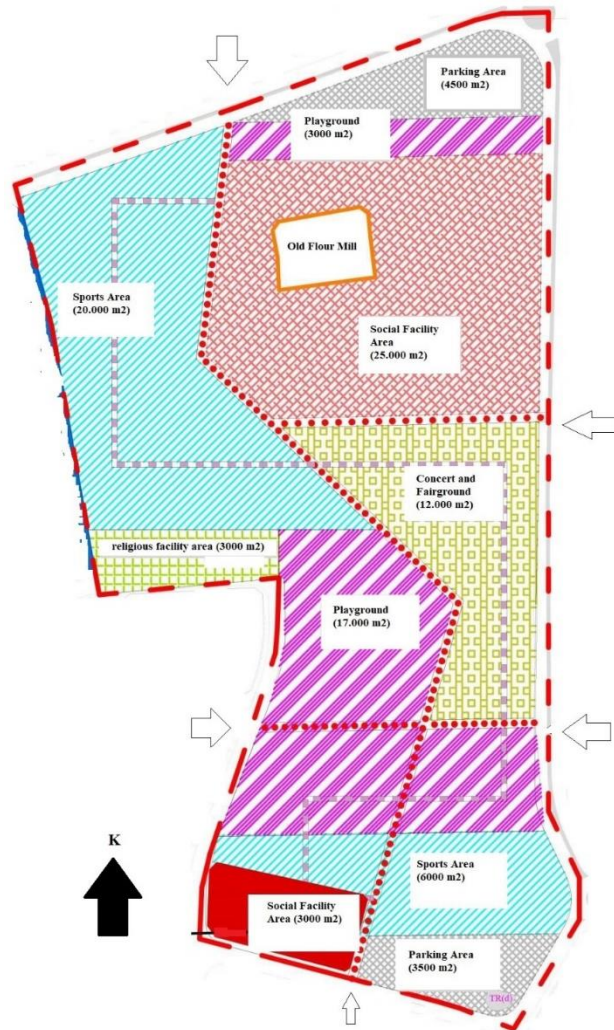 Parking Area
(4500 m2)
Playground
(3000 m2)
Old Flour Mill
Sports Area
(20.000 m2)
Social Facility
Area
(25.000 m2)
Concert and
Fairground
(12.000 m2)
religious facility area (3000 m2)
Playground
(17.000 m2)
K
Sports Area
(6000 m2)
Social Facility
Area (3000 m2)
Parking Area
(3500 m2)
TR(d)